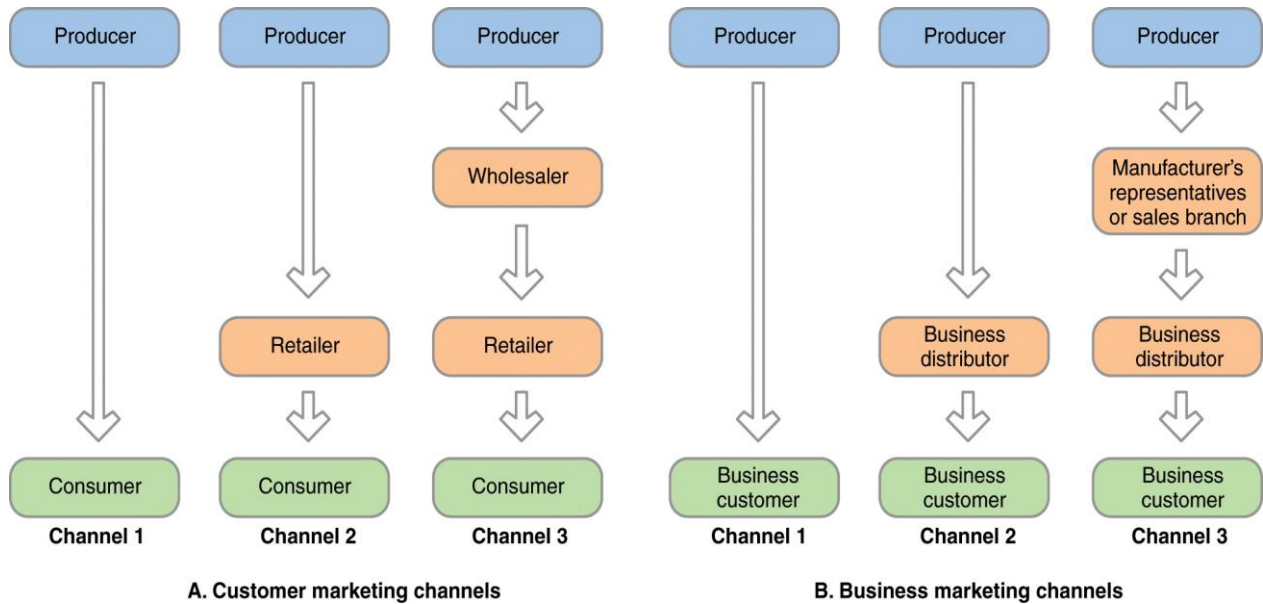 Producer
Producer
Producer
Producer
Producer
Producer
Wholesaler
Manufacturer's
representatives
or sales branch
Retailer
Retailer
Business
distributor
Business
distributor
Consumer
Consumer
Consumer
Business
customer
Business
customer
Business
customer
Channel 1
Channel 2
Channel 3
Channel 1
Channel 2
Channel 3
A. Customer marketing channels
B. Business marketing channels